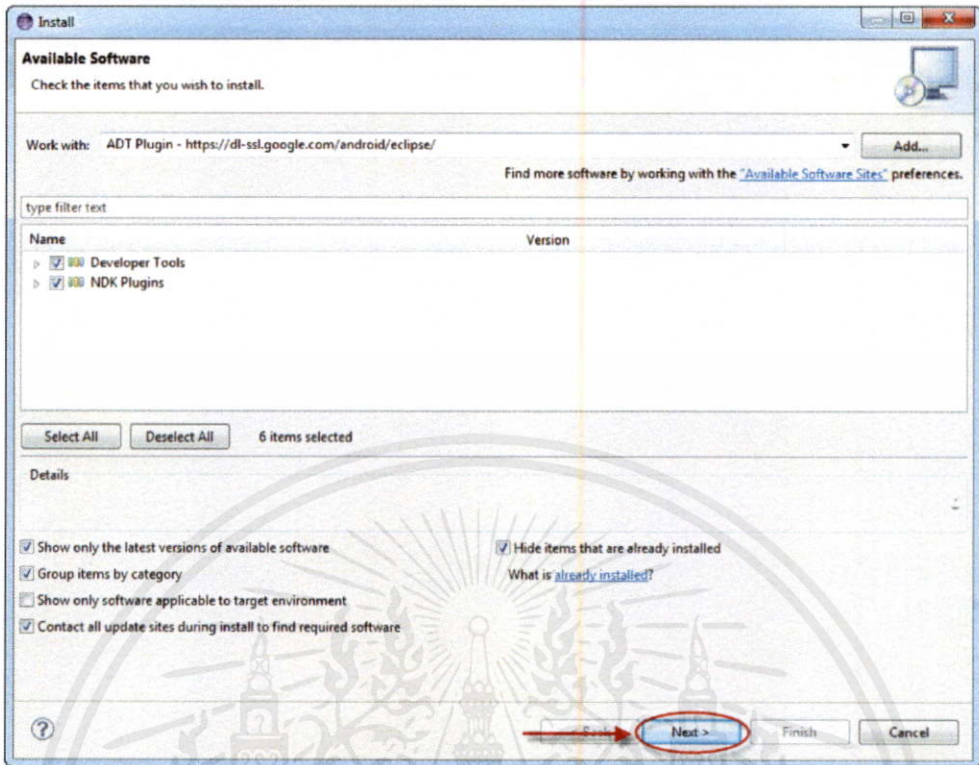 Install
Available Software
Check the items that you wish to install.
Work with: ADT Plugin - https://dl-ssl.google.com/android/eclipse/
Add...
Find more software by working with the "Available Software Sites" preferences.
type filter text
Name Version
Developer Tools
NDK Plugins
Select All Deselect All 6 items selected
Details
Show only the latest versions of available software
Hide items that are already installed
Group items by category
What is already installed?
Show only software applicable to target environment
Contact all update sites during install to find required software
< Back Next > Finish Cancel